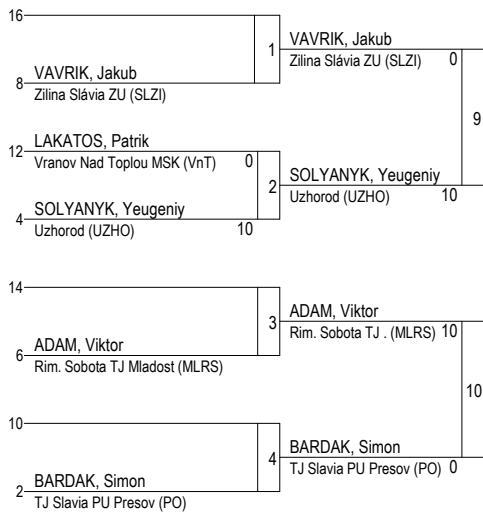 16
1
VAVRIK, Jakub
Zilina Slávia ZU (SLZI) 0
8 VAVRIK, Jakub
Zilina Slávia ZU (SLZI)
9
12 LAKATOS, Patrik
Vranov Nad Toplou MSK (VnT) 0
2
SOLYANYK, Yeugeniy
Uzhorod (UZHO) 10
4 SOLYANYK, Yeugeniy
Uzhorod (UZHO) 10
14
3
ADAM, Viktor
Rim. Sobota TJ . (MLRS) 10
6 ADAM, Viktor
Rim. Sobota TJ Mladost (MLRS)
10
10
4
BARDAK, Simon
TJ Slavia PU Presov (PO) 0
2 BARDAK, Simon
TJ Slavia PU Presov (PO)